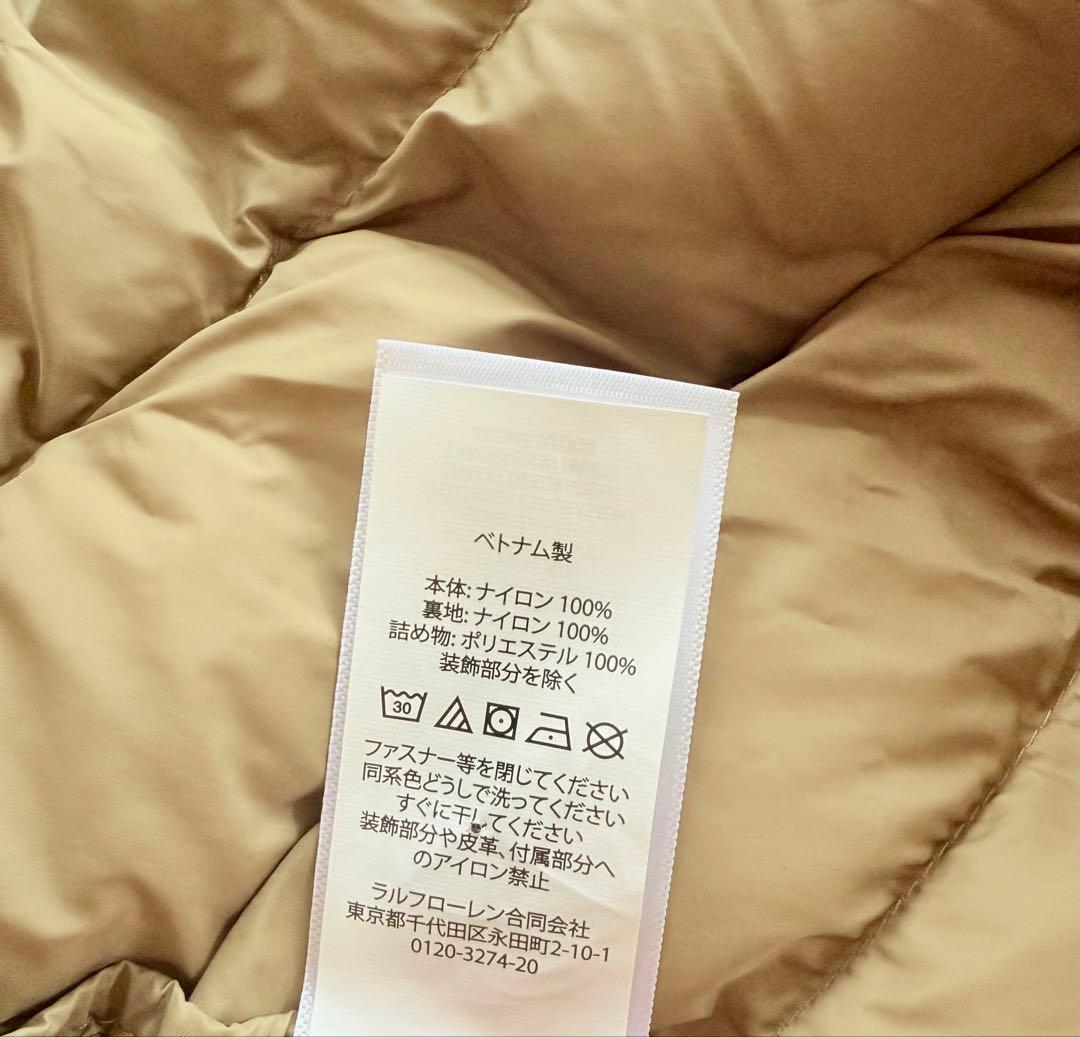 ベトナム製
本体: ナイロン 100%
裏地: ナイロン 100%
詰め物: ポリエステル 100%
装飾部分を除く
30
ファスナー等を閉じてください
同系色どうしで洗ってください
すぐに干してください
装飾部分や皮革、付属部分へ
のアイロン禁止
ラルフローレン合同会社
東京都千代田区永田町2-10-1
0120-3274-20